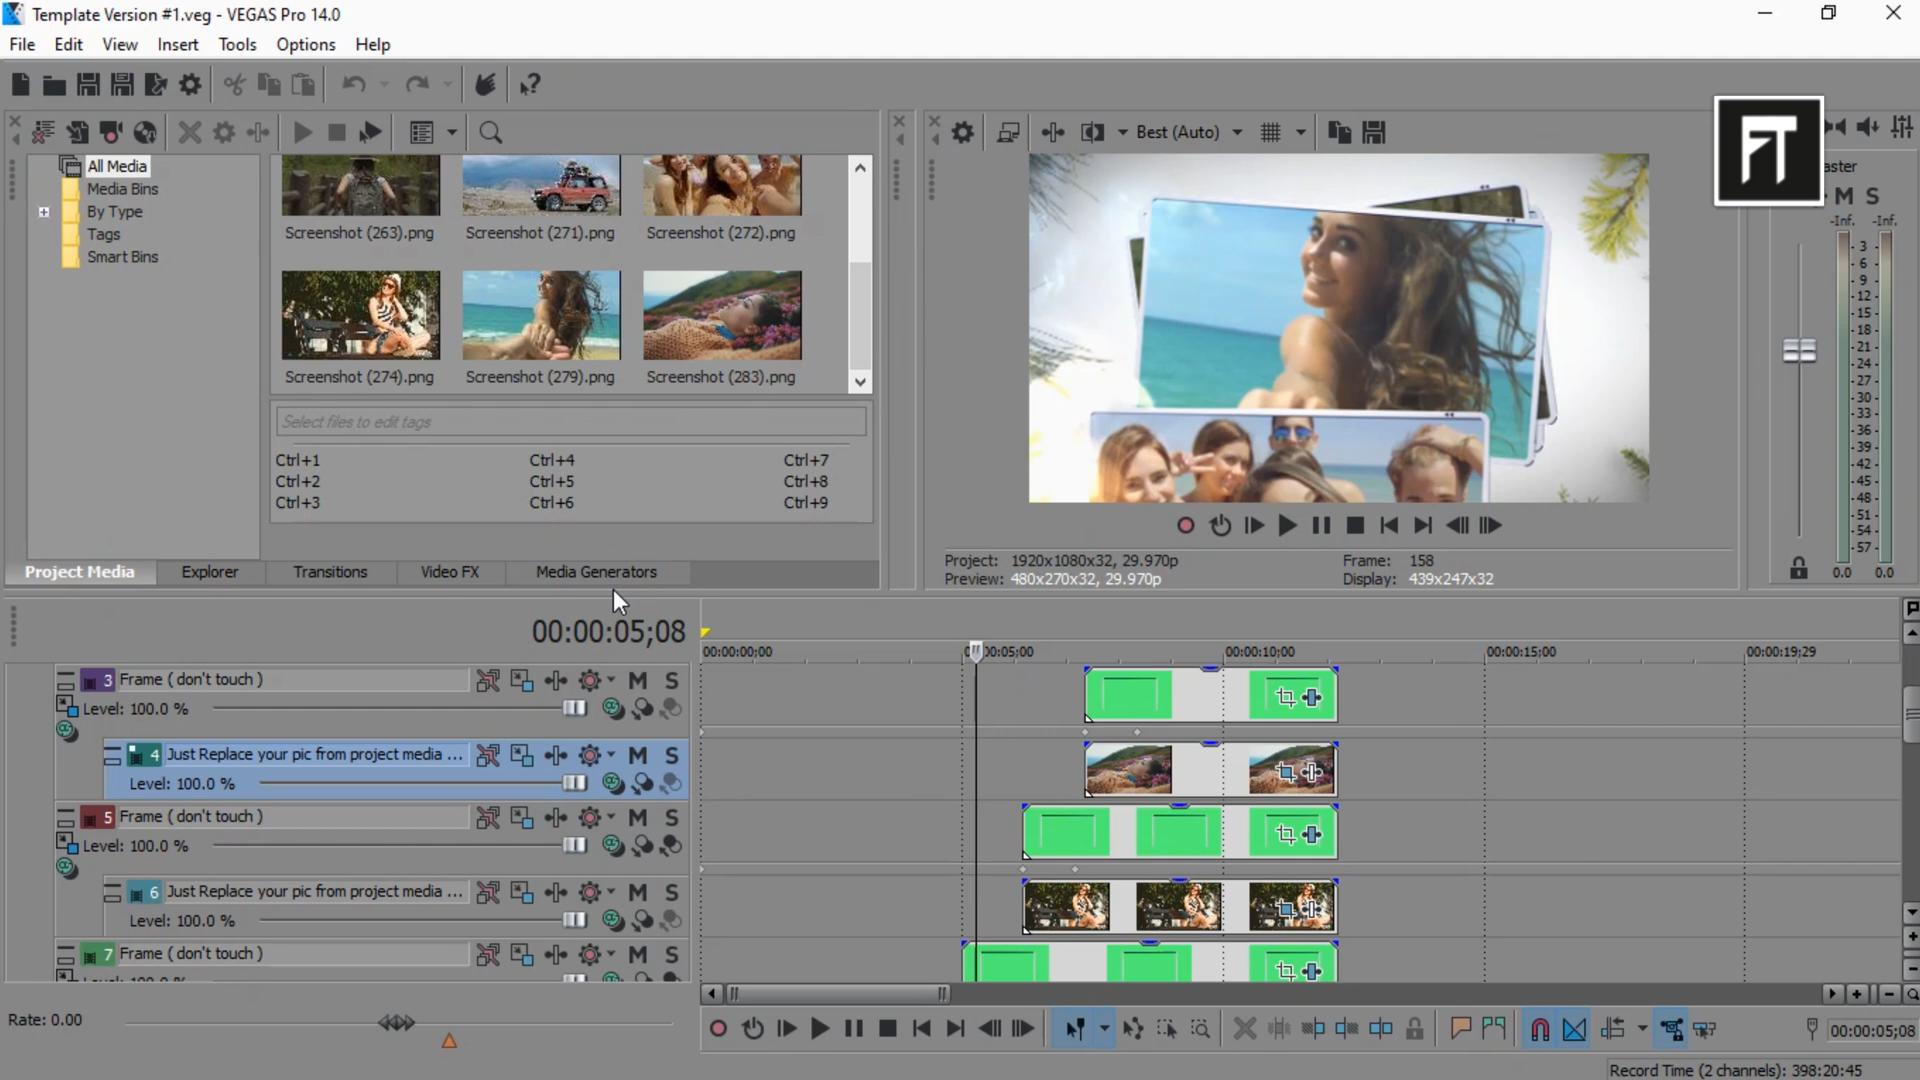 Template Version #1.veg - VEGAS Pro 14.0
File Edit View Insert Tools Options Help
Best (Auto)
FT
aster
M S
-Inf. -Inf.
All Media
Media Bins
By Type
Tags
Smart Bins
Screenshot (263).png Screenshot (271).png Screenshot (272).png
Screenshot (274).png Screenshot (279).png Screenshot (283).png
Select files to edit tags
Ctrl+1 Ctrl+4 Ctrl+7
Ctrl+2 Ctrl+5 Ctrl+8
Ctrl+3 Ctrl+6 Ctrl+9
3
6
9
12
15
18
21
24
27
30
33
36
39
42
45
48
51
54
57
0.0 0.0
Project: 1920x1080x32, 29.970p Frame: 158
Preview: 480x270x32, 29.970p Display: 439x247x32
Project Media Explorer Transitions Video FX Media Generators
00:00:05;08
00:00:00;00 00:05;00 00:00:10;00 00:00:15;00 00:00:19;29
3 Frame ( don't touch ) M S
Level: 100.0 %
4 Just Replace your pic from project media ... M S
Level: 100.0 %
5 Frame ( don't touch ) M S
Level: 100.0 %
6 Just Replace your pic from project media ... M S
Level: 100.0 %
7 Frame ( don't touch ) M S
Rate: 0.00
00:00:05;08
Record Time (2 channels): 398:20:45